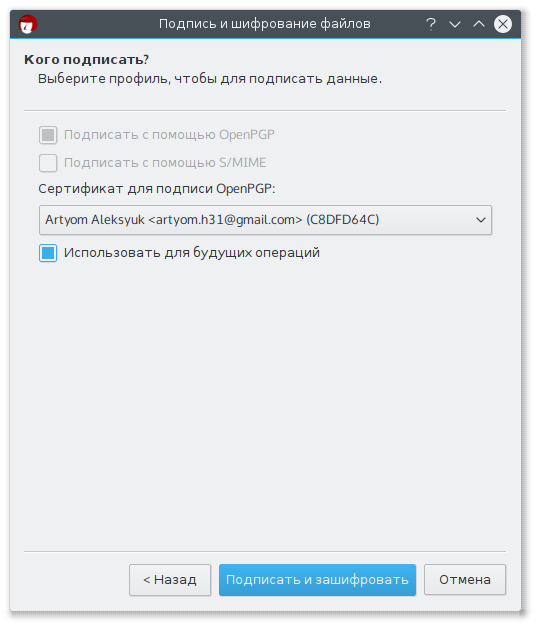 Подпись и шифрование файлов
Кого подписать?
Выберите профиль, чтобы для подписать данные.
Подписать с помощью OpenPGP
Подписать с помощью S/MIME
Сертификат для подписи OpenPGP:
Artyom Aleksyuk <artyom.h31@gmail.com> (C8DFD64C)
Использовать для будущих операций
< Назад
Подписать и зашифровать
Отмена